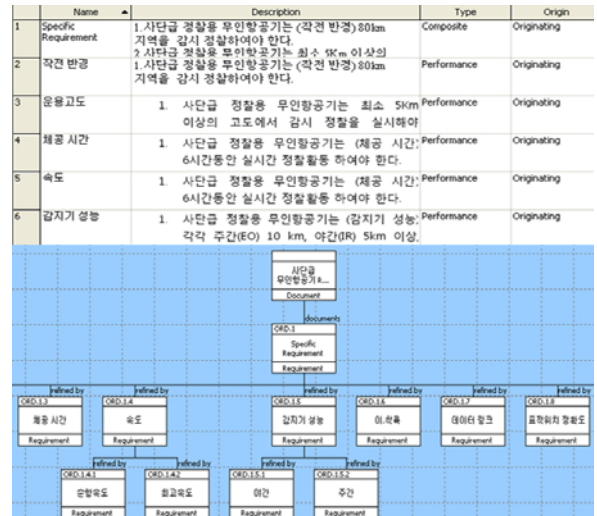 Name Description Type Origin
1 Specific Requirement 1.사단급 정찰용 무인항공기는 (작전 반경) 80km Composite Originating
지역을 감시 정찰하여야 한다.
2.사단급 정찰용 무인항공기는 최소 5Km 이상의
2 작전 반경 1.사단급 정찰용 무인항공기는 (작전 반경) 80km Performance Originating
지역을 감시 정찰하여야 한다.
3 운용고도 1. 사단급 정찰용 무인항공기는 최소 5Km Performance Originating
이상의 고도에서 감시 정찰을 실시해야
4 체공 시간 1. 사단급 정찰용 무인항공기는 (체공 시간) Performance Originating
6시간동안 실시간 정찰활동 하여야 한다.
5 속도 1. 사단급 정찰용 무인항공기는 (체공 시간) Performance Originating
6시간동안 실시간 정찰활동 하여야 한다.
6 감지기 성능 1. 사단급 정찰용 무인항공기는 (감지기 성능) Performance Originating
각각 주간(EO) 10 km, 야간(IR) 5km 이상,
사단급
무인항공기 R....
Document
documents
ORD.1
Specific
Requirement
Requirement
refined by refined by refined by refined by refined by refined by
ORD.1.3 ORD.1.4 ORD.1.5 ORD.1.6 ORD.1.7 ORD.1.8
체공 시간 속도 감지기 성능 이.착륙 데이터 링크 표적위치 정확도
Requirement Requirement Requirement Requirement Requirement Requirement
refined by refined by refined by refined by
ORD.1.4.1 ORD.1.4.2 ORD.1.5.1 ORD.1.5.2
순항속도 최고속도 야간 주간
Requirement Requirement Requirement Requirement